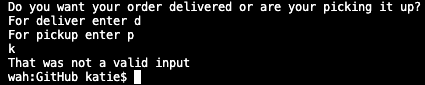 Do you want your order delivered or are your picking it up?
For deliver enter d
For pickup enter p
k
That was not a valid input
wah:GitHub katie$